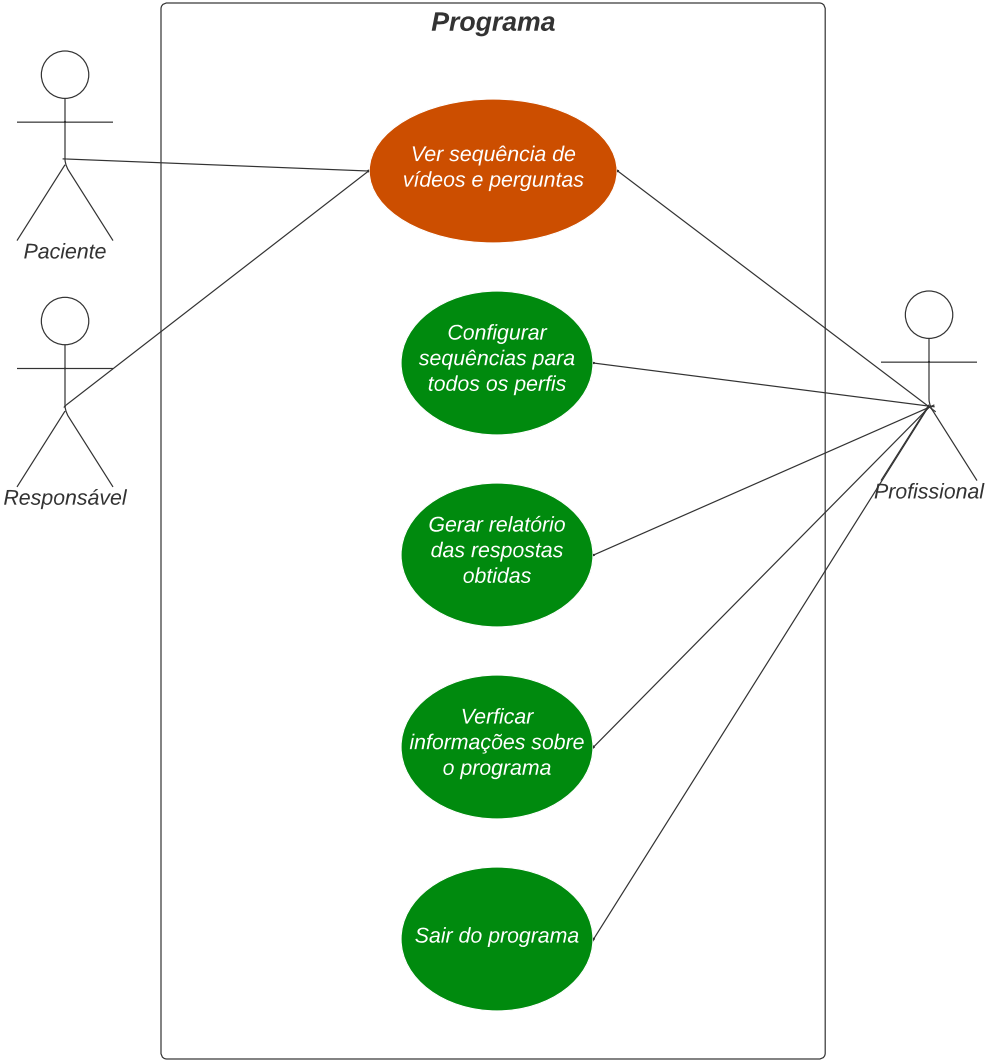 Programa
Ver sequência de
vídeos e perguntas
Paciente
Configurar
sequências para
todos os perfis
Responsável
Profissional
Gerar relatório
das respostas
obtidas
Verficar
informações sobre
o programa
Sair do programa